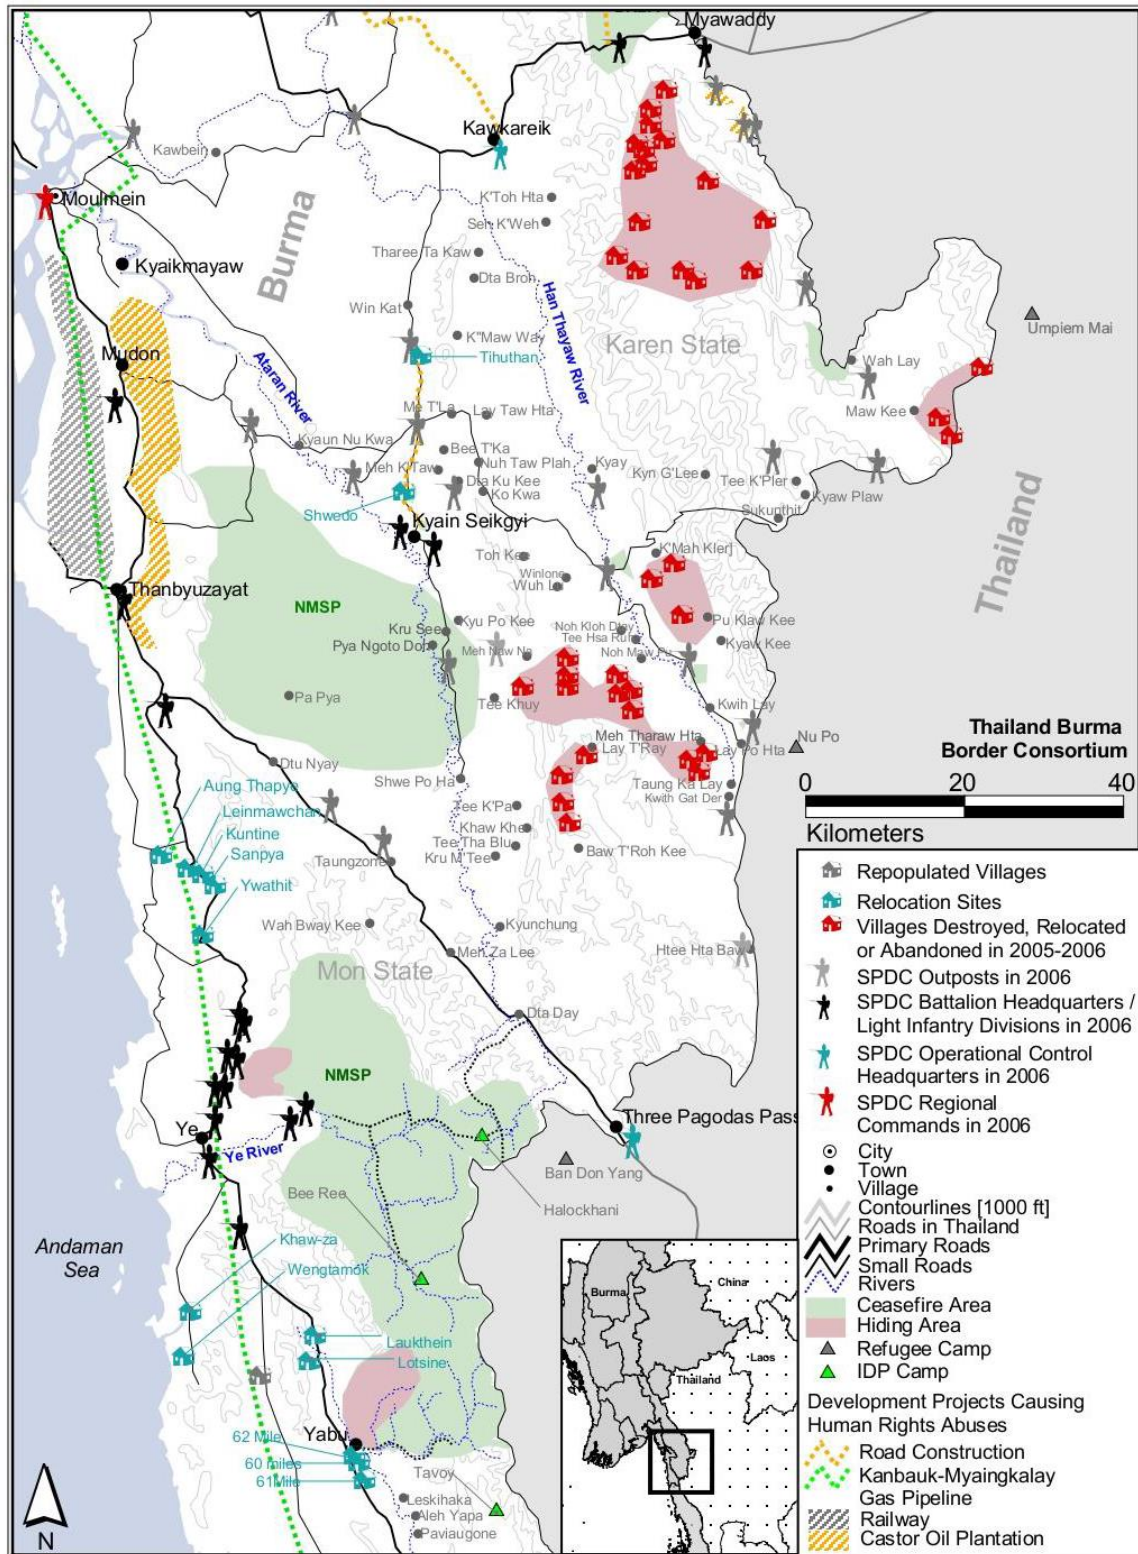 Myawaddy
Kawkareik
Kawbein
Moulmein
K'Toh Hta
Seh K'Weh
Burma
Tharee Ta Kaw
Kyaikmayaw
Dta Broh
Han Thayaw River
Win Kat
Umpiem Mai
K"Maw Way
Karen State
Tihuthan
Mudon
Wah Lay
Ataran River
Me T'La
Lay Taw Hta
Maw Kee
Kyaun Nu Kwa
Bee T'Ka
Meh K'Taw
Nuh Taw Plah
Kyay
Kyn G'Lee
Dta Ku Kee
Tee K'Pler
Ko Kwa
Kyaw Plaw
Shwedo
Sukunthit
Thailand
Kyain Seikgyi
Toh Kee
K'Mah Klerj
Winlone
Wuh Le
Thanbyuzayat
NMSP
Kyu Po Kee
Pu Klaw Kee
Kru See
Noh Kloh Dtey
Pya Ngoto Doh
Tee Hsa Ruh
Kyaw Kee
Meh Naw Na
Noh Maw Pu
Pa Pya
Tee Khuy
Kwih Lay
Meh Tharaw Hta
Nu Po
Thailand Burma
Border Consortium
Lay T'Ray
Lay Po Hta
Dtu Nyay
Shwe Po Ha
Taung Ka Lay
0 20 40
Aung Thapya
Kwith Gat Der
Leinmawchan
Tee K'Pa
Kilometers
Kuntine
Khaw Khe
Sanpya
Tee Tha Blu
Taungzone
Kru M'Tee
Baw T'Roh Kee
Ywathit
Wah Bway Kee
Kyunchung
Meh Za Lee
Htee Hta Baw
Mon State
Dta Day
NMSP
Three Pagodas Pass
Ye
Ye River
Ban Don Yang
Bee Ree
Halockhani
Andaman
Sea
Khaw-za
Wengtamok
Laukthein
Lotsine
Yabu
62 Mile
60 miles
61Mile
Tavoy
Leskihaka
Aleh Yapa
Paviaugone
N
Burma
China
Laos
Thailand
Repopulated Villages
Relocation Sites
Villages Destroyed, Relocated
or Abandoned in 2005-2006
SPDC Outposts in 2006
SPDC Battalion Headquarters /
Light Infantry Divisions in 2006
SPDC Operational Control
Headquarters in 2006
SPDC Regional
Commands in 2006
City
Town
Village
Contourlines [1000 ft]
Roads in Thailand
Primary Roads
Small Roads
Rivers
Ceasefire Area
Hiding Area
Refugee Camp
IDP Camp
Development Projects Causing
Human Rights Abuses
Road Construction
Kanbauk-Myaingkalay
Gas Pipeline
Railway
Castor Oil Plantation